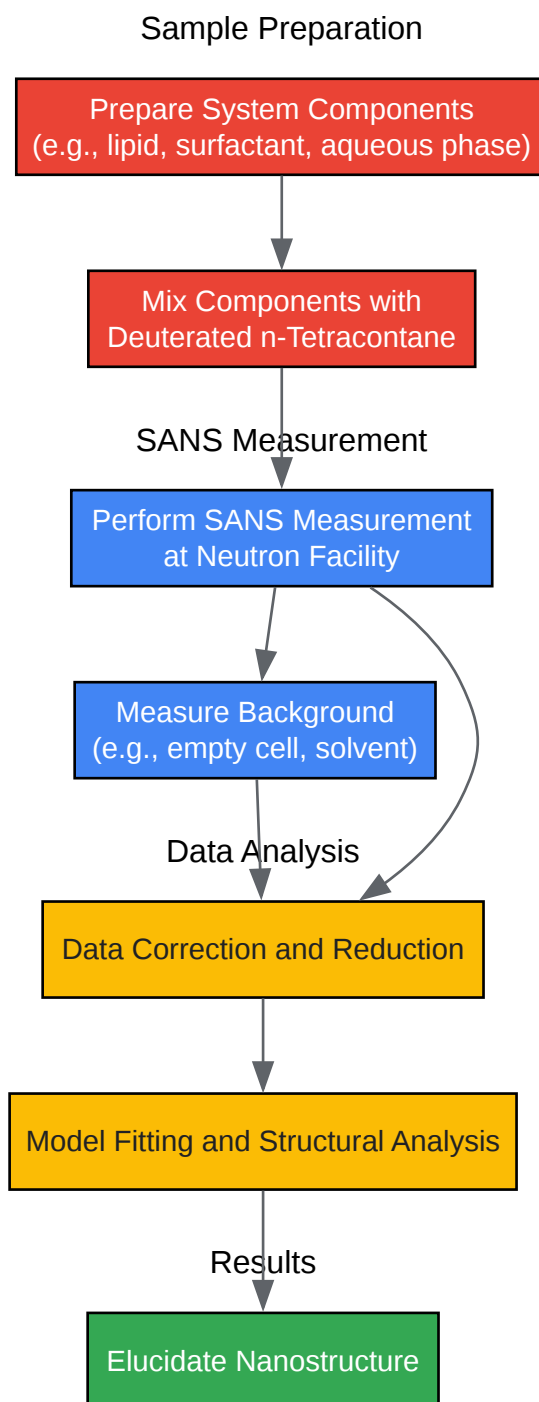 Sample Preparation
Prepare System Components
(e.g., lipid, surfactant, aqueous phase)
Mix Components with
Deuterated n-Tetracontane
SANS Measurement
Perform SANS Measurement
at Neutron Facility
Measure Background
(e.g., empty cell, solvent)
Data Analysis
Data Correction and Reduction
Model Fitting and Structural Analysis
Results
Elucidate Nanostructure